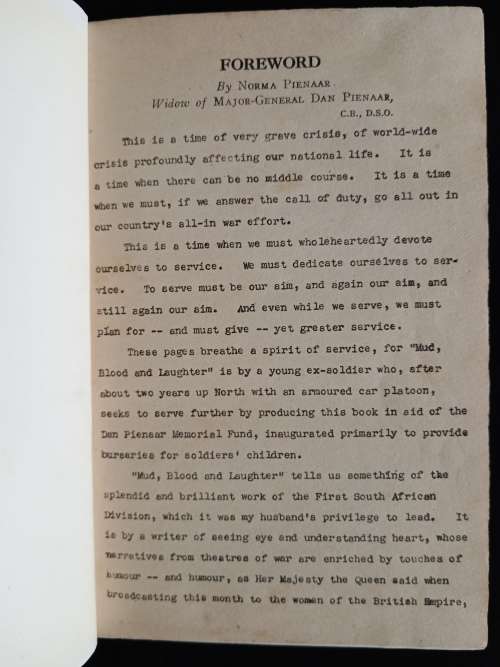 FOREWORD
By NORMA PIENAAR
Widow of MAJOR-GENERAL DAN PIENAAR,
C.B., D.S.O.
This is a time of very grave crisis, of world-wide
crisis profoundly affecting our national life. It is
a time when there can be no middle course. It is a time
when we must, if we answer the call of duty, go all out in
our country's all-in war effort.
This is a time when we must wholeheartedly devote
ourselves to service. We must dedicate ourselves to ser-
vice. To serve must be our aim, and again our aim, and
still again our aim. And even while we serve, we must
plan for -- and must give -- yet greater service.
These pages breathe a spirit of service, for "Mud,
Blood and Laughter" is by a young ex-soldier who, after
about two years up North with an armoured car platoon,
seeks to serve further by producing this book in aid of the
Dan Pienaar Memorial Fund, inaugurated primarily to provide
bursaries for soldiers' children.
"Mud, Blood and Laughter" tells us something of the
splendid and brilliant work of the First South African
Division, which it was my husband's privilege to lead. It
is by a writer of seeing eye and understanding heart, whose
narratives from theatres of war are enriched by touches of
humour -- and humour, as Her Majesty the Queen said when
broadcasting this month to the women of the British Empire,